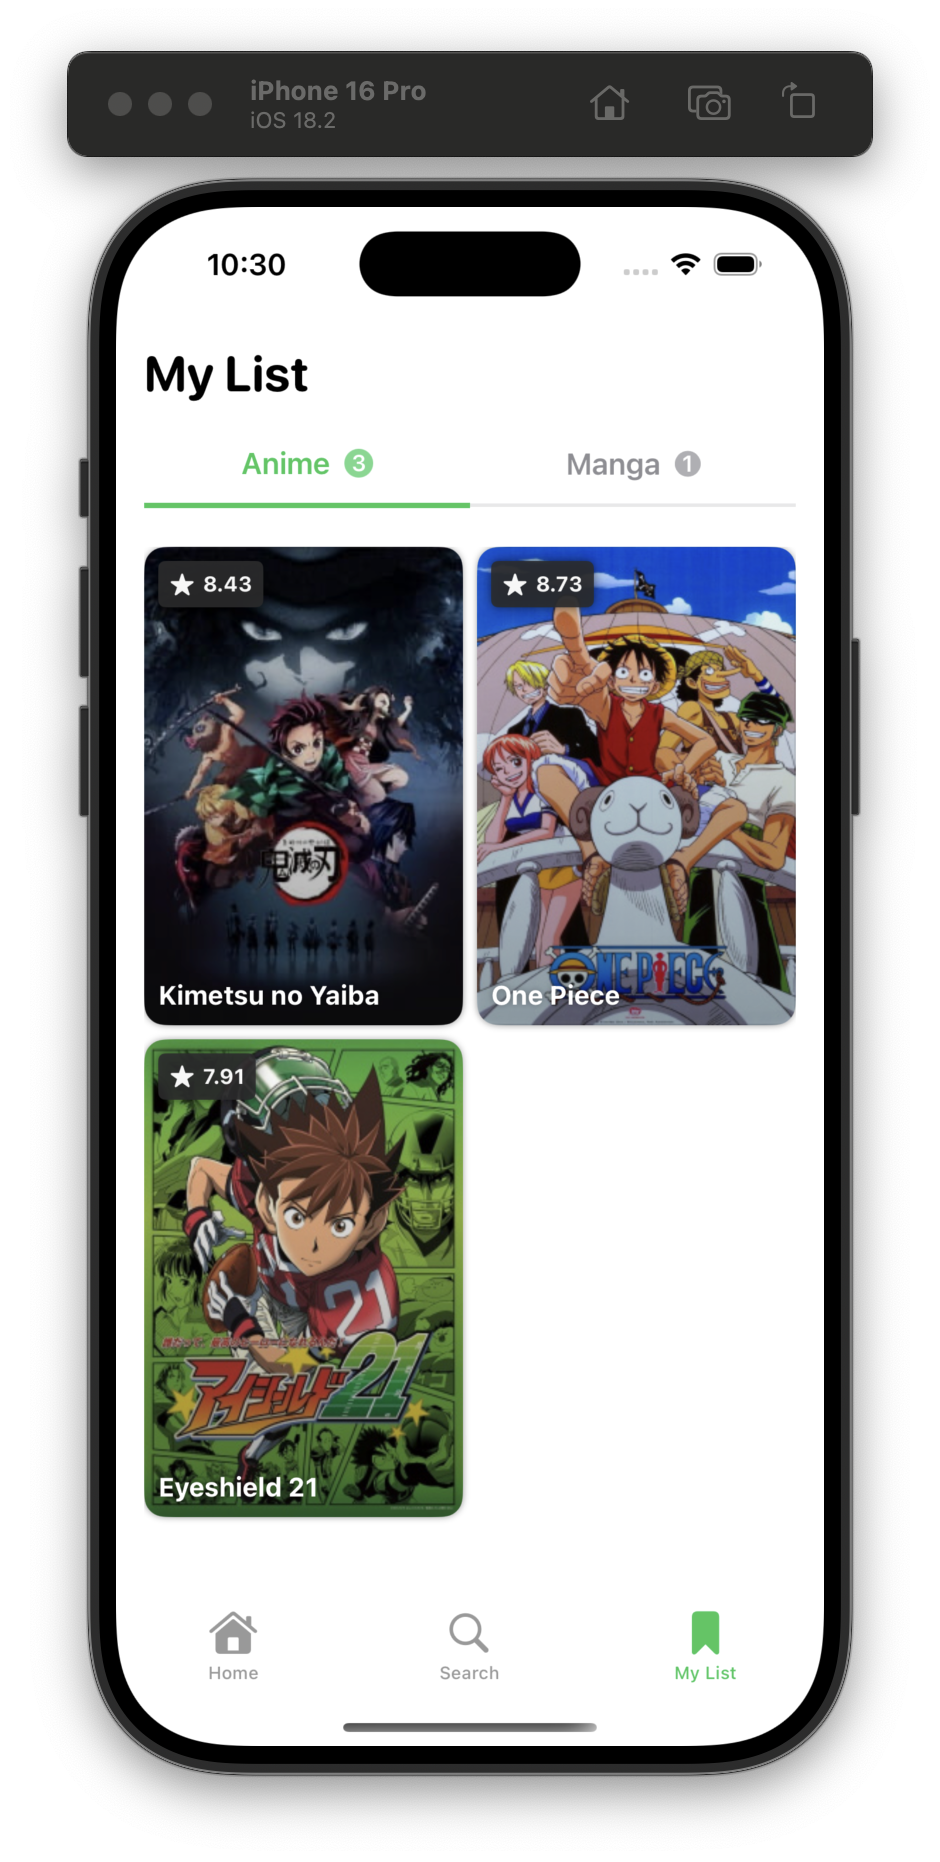 iPhone 16 Pro
iOS 18.2
10:30
My List
Anime 3
Manga 1
8.43
鬼滅の刃
Kimetsu no Yaiba
8.73
ONE PIECE
One Piece
7.91
21
アイシールド21
Eyeshield 21
Home
Search
My List